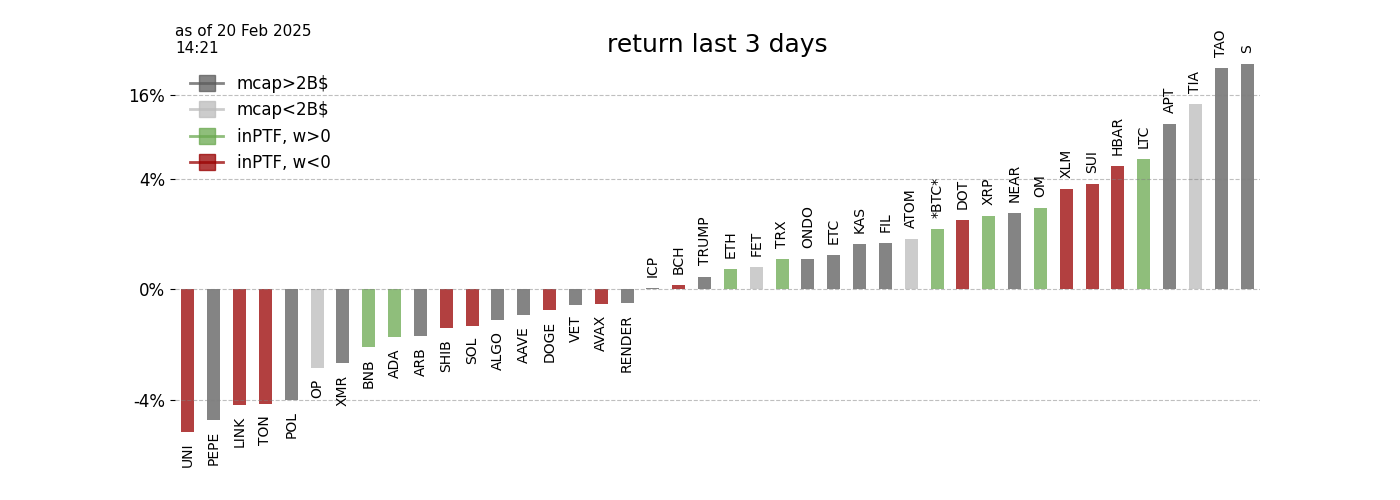 as of 20 Feb 2025
14:21
return last 3 days
mcap>2B$
mcap<2B$
inPTF, w>0
inPTF, w<0
16%
4%
0%
-4%
UNI
PEPE
LINK
TON
POL
OP
XMR
BNB
ADA
ARB
SHIB
SOL
ALGO
AAVE
DOGE
VET
AVAX
RENDER
ICP
BCH
TRUMP
ETH
FET
TRX
ONDO
ETC
KAS
FIL
ATOM
*BTC*
DOT
XRP
NEAR
OM
XLM
SUI
HBAR
LTC
APT
TIA
TAO
S